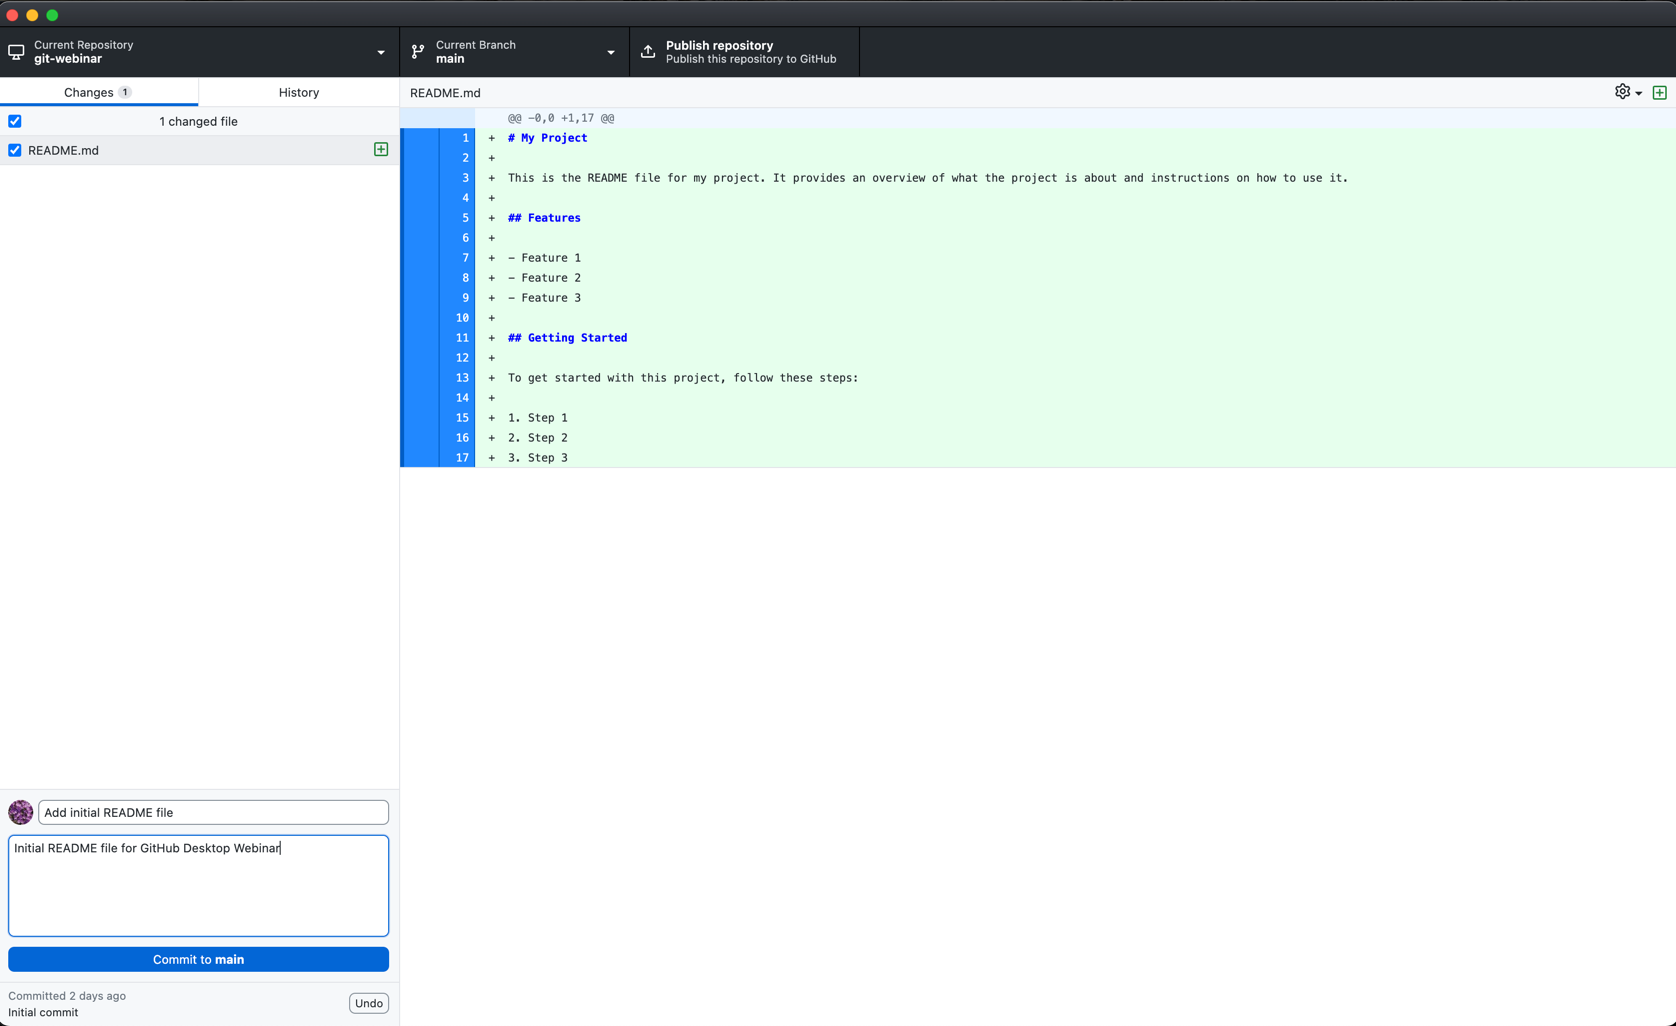 Current Repository
git-webinar
Current Branch
main
Publish repository
Publish this repository to GitHub
Changes 1
History
README.md
1 changed file
README.md
@@ -0,0 +1,17 @@
1 + # My Project
2 +
3 + This is the README file for my project. It provides an overview of what the project is about and instructions on how to use it.
4 +
5 + ## Features
6 +
7 + - Feature 1
8 + - Feature 2
9 + - Feature 3
10 +
11 + ## Getting Started
12 +
13 + To get started with this project, follow these steps:
14 +
15 + 1. Step 1
16 + 2. Step 2
17 + 3. Step 3
Add initial README file
Initial README file for GitHub Desktop Webinar
Commit to main
Committed 2 days ago
Initial commit
Undo